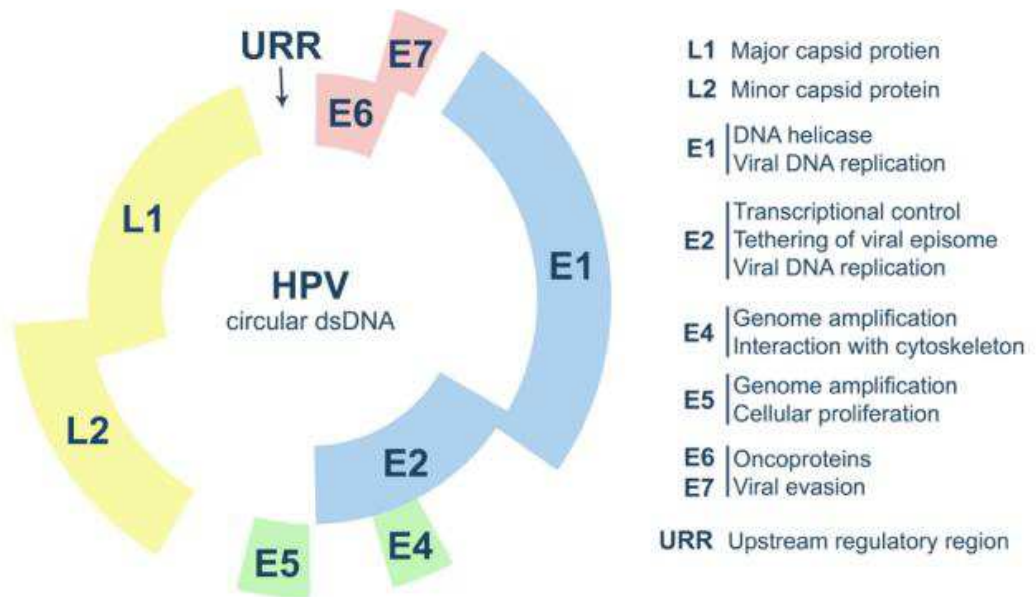 URR
E7
E6
L1
E1
HPV
circular dsDNA
L2
E2
E5
E4
L1 Major capsid protien
L2 Minor capsid protein
E1 DNA helicase
Viral DNA replication
E2 Transcriptional control
Tethering of viral episome
Viral DNA replication
E4 Genome amplification
Interaction with cytoskeleton
E5 Genome amplification
Cellular proliferation
E6 Oncoproteins
E7 Viral evasion
URR Upstream regulatory region